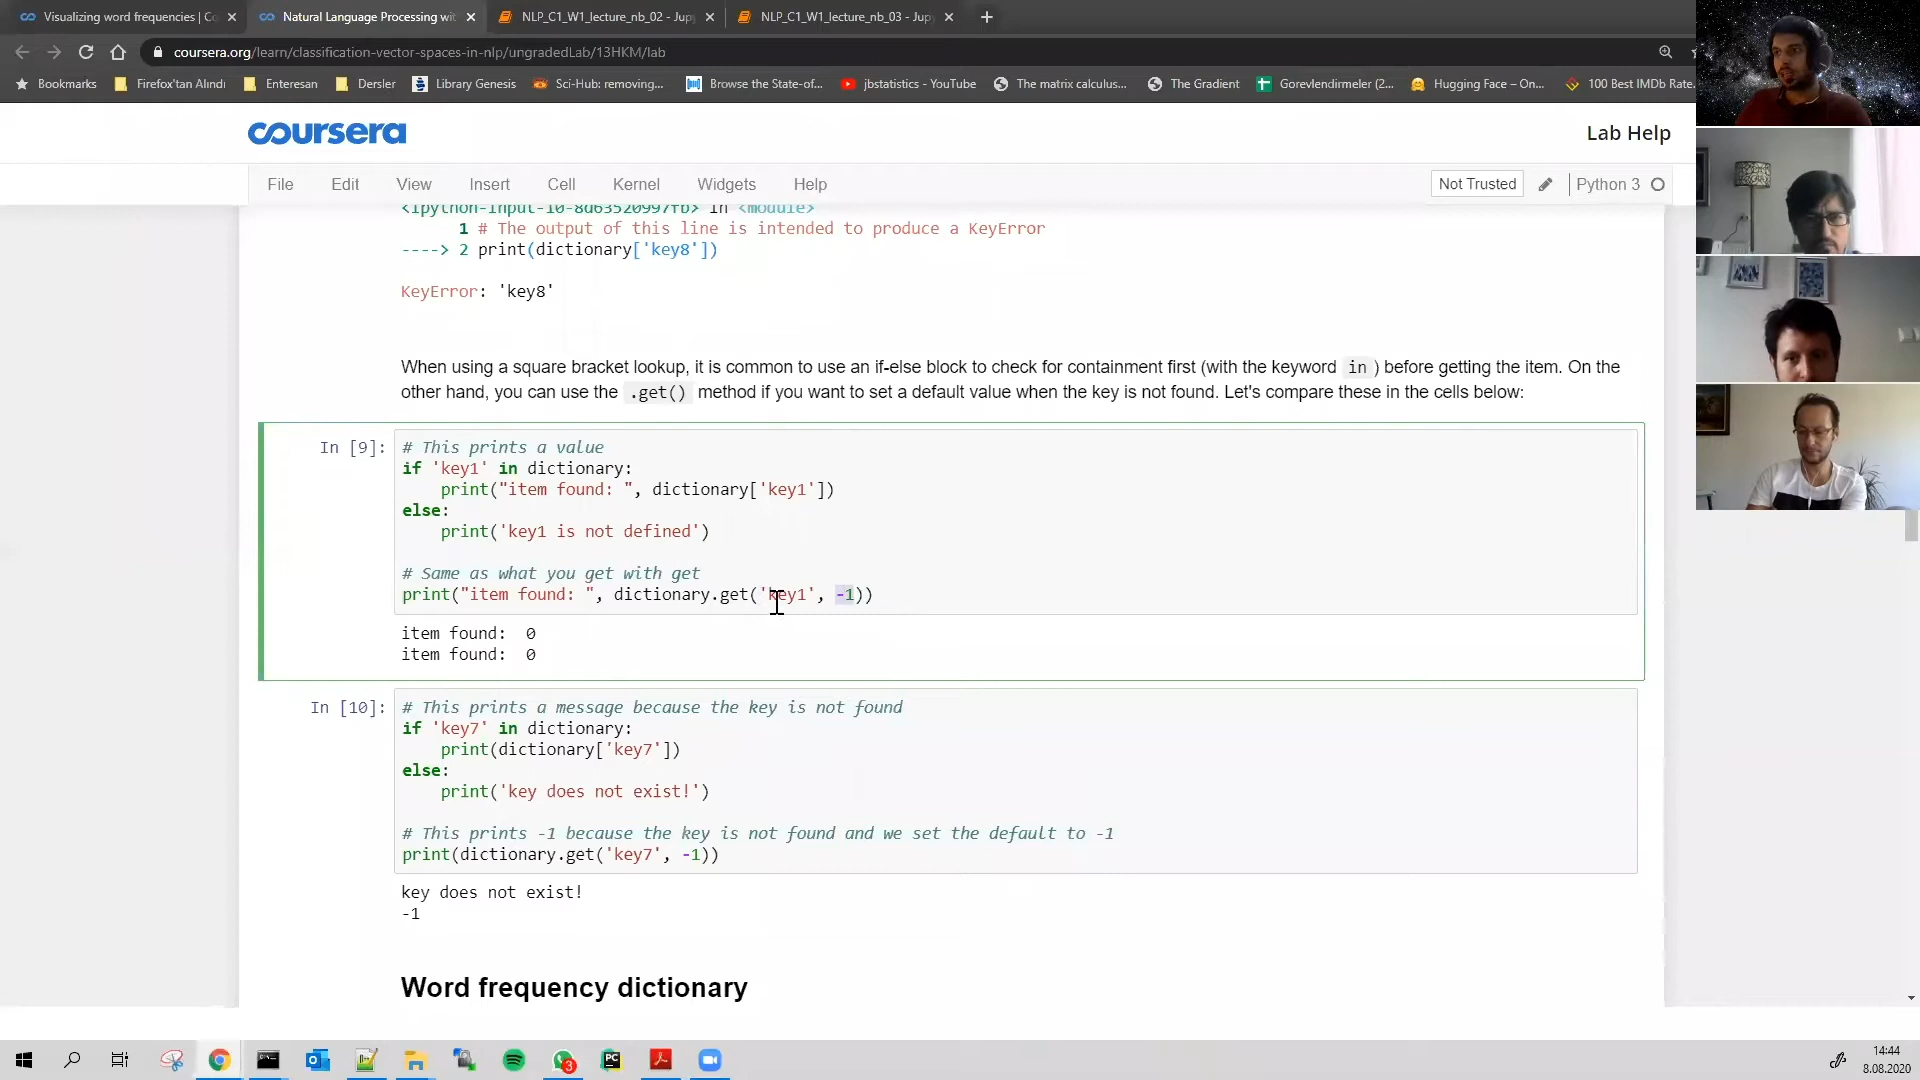 Visualizing word frequencies | Co
Natural Language Processing wit
NLP_C1_W1_lecture_nb_02 - Jupy
NLP_C1_W1_lecture_nb_03 - Jupy
coursera.org/learn/classification-vector-spaces-in-nlp/ungradedLab/13HKM/lab
Bookmarks
Firefox'tan Alındı
Enteresan
Dersler
Library Genesis
Sci-Hub: removing...
Browse the State-of...
jbstatistics - YouTube
The matrix calculus...
The Gradient
Gorevlendirmeler (2...
Hugging Face – On...
100 Best IMDb Rate.
coursera
Lab Help
File Edit View Insert Cell Kernel Widgets Help
Not Trusted
Python 3
<ipython-input-10-8d63520997fb> in <module>
1 # The output of this line is intended to produce a KeyError
----> 2 print(dictionary['key8'])
KeyError: 'key8'
When using a square bracket lookup, it is common to use an if-else block to check for containment first (with the keyword in ) before getting the item. On the
other hand, you can use the .get() method if you want to set a default value when the key is not found. Let's compare these in the cells below:
In [9]:
# This prints a value
if 'key1' in dictionary:
    print("item found: ", dictionary['key1'])
else:
    print('key1 is not defined')
# Same as what you get with get
print("item found: ", dictionary.get('key1', -1))
item found:  0
item found:  0
In [10]:
# This prints a message because the key is not found
if 'key7' in dictionary:
    print(dictionary['key7'])
else:
    print('key does not exist!')
# This prints -1 because the key is not found and we set the default to -1
print(dictionary.get('key7', -1))
key does not exist!
-1
Word frequency dictionary
3
PC
14:44
8.08.2020